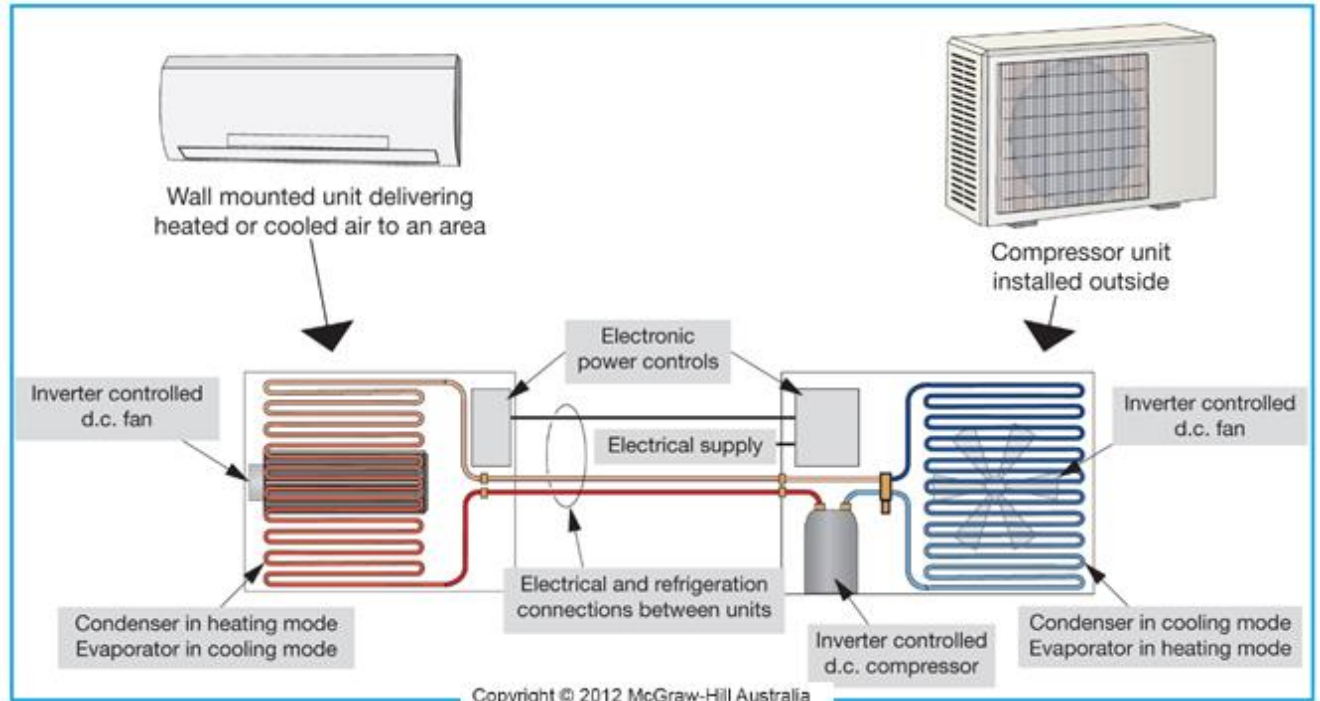 Wall mounted unit delivering
heated or cooled air to an area
Compressor unit
installed outside
Electronic
power controls
Inverter controlled
d.c. fan
Electrical supply
Inverter controlled
d.c. fan
Electrical and refrigeration
connections between units
Condenser in heating mode
Evaporator in cooling mode
Inverter controlled
d.c. compressor
Condenser in cooling mode
Evaporator in heating mode
Copyright © 2012 McGraw-Hill Australia